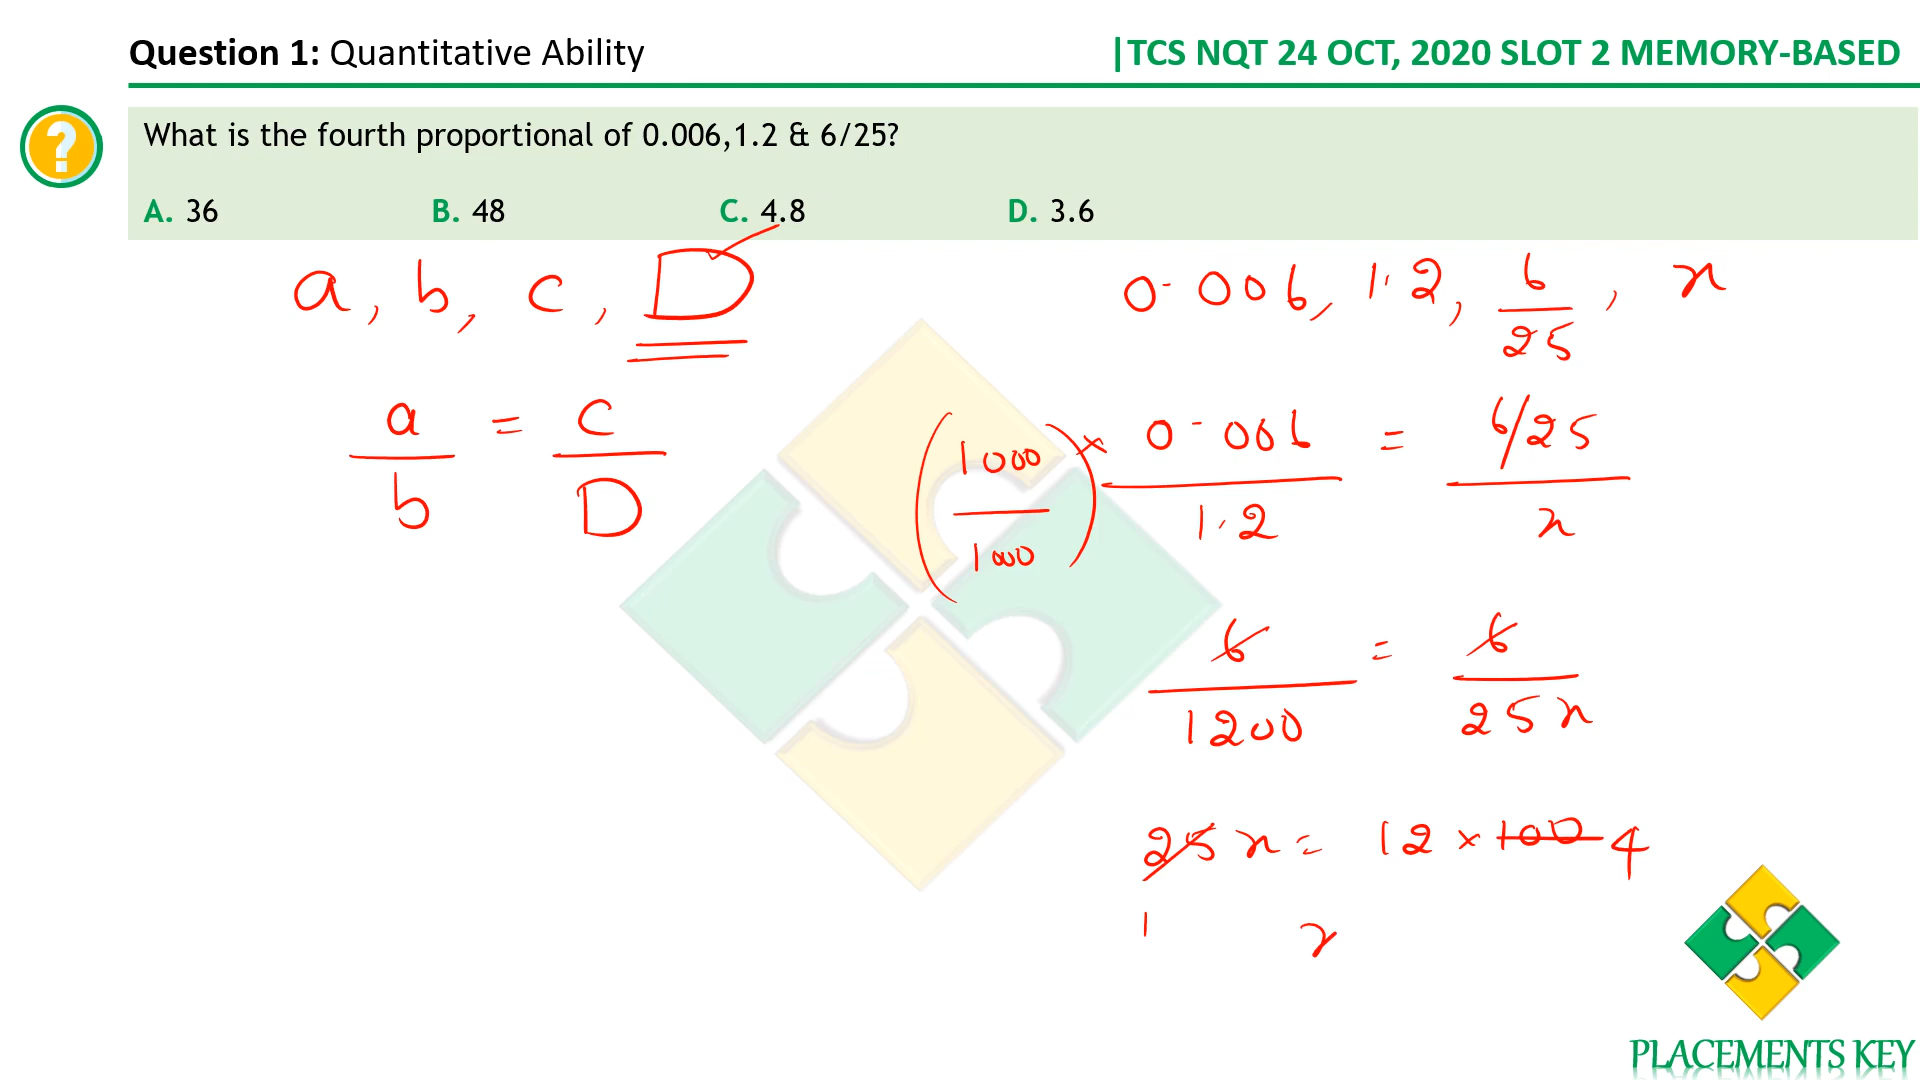 Question 1: Quantitative Ability
|TCS NQT 24 OCT, 2020 SLOT 2 MEMORY-BASED
?
What is the fourth proportional of 0.006,1.2 & 6/25?
A. 36 B. 48 C. 4.8 D. 3.6
a, b, c, D
0.006, 1.2, 6/25, x
a/b = c/D
(1000/1000) × 0.006/1.2 = 6/25/x
6/1200 = 6/25x
25x = 12 × 100 4
1 x
PLACEMENTS KEY